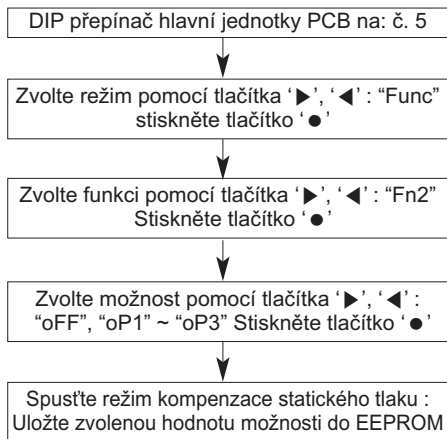 DIP přepínač hlavní jednotky PCB na: č. 5
Zvolte režim pomocí tlačítka ‘▶’, ‘◀’ : “Func”
stiskněte tlačítko ‘●’
Zvolte funkci pomocí tlačítka ‘▶’, ‘◀’ : “Fn2”
Stiskněte tlačítko ‘●’
Zvolte možnost pomocí tlačítka ‘▶’, ‘◀’ :
“oFF”, “oP1” ~ “oP3” Stiskněte tlačítko ‘●’
Spusťte režim kompenzace statického tlaku :
Uložte zvolenou hodnotu možnosti do EEPROM